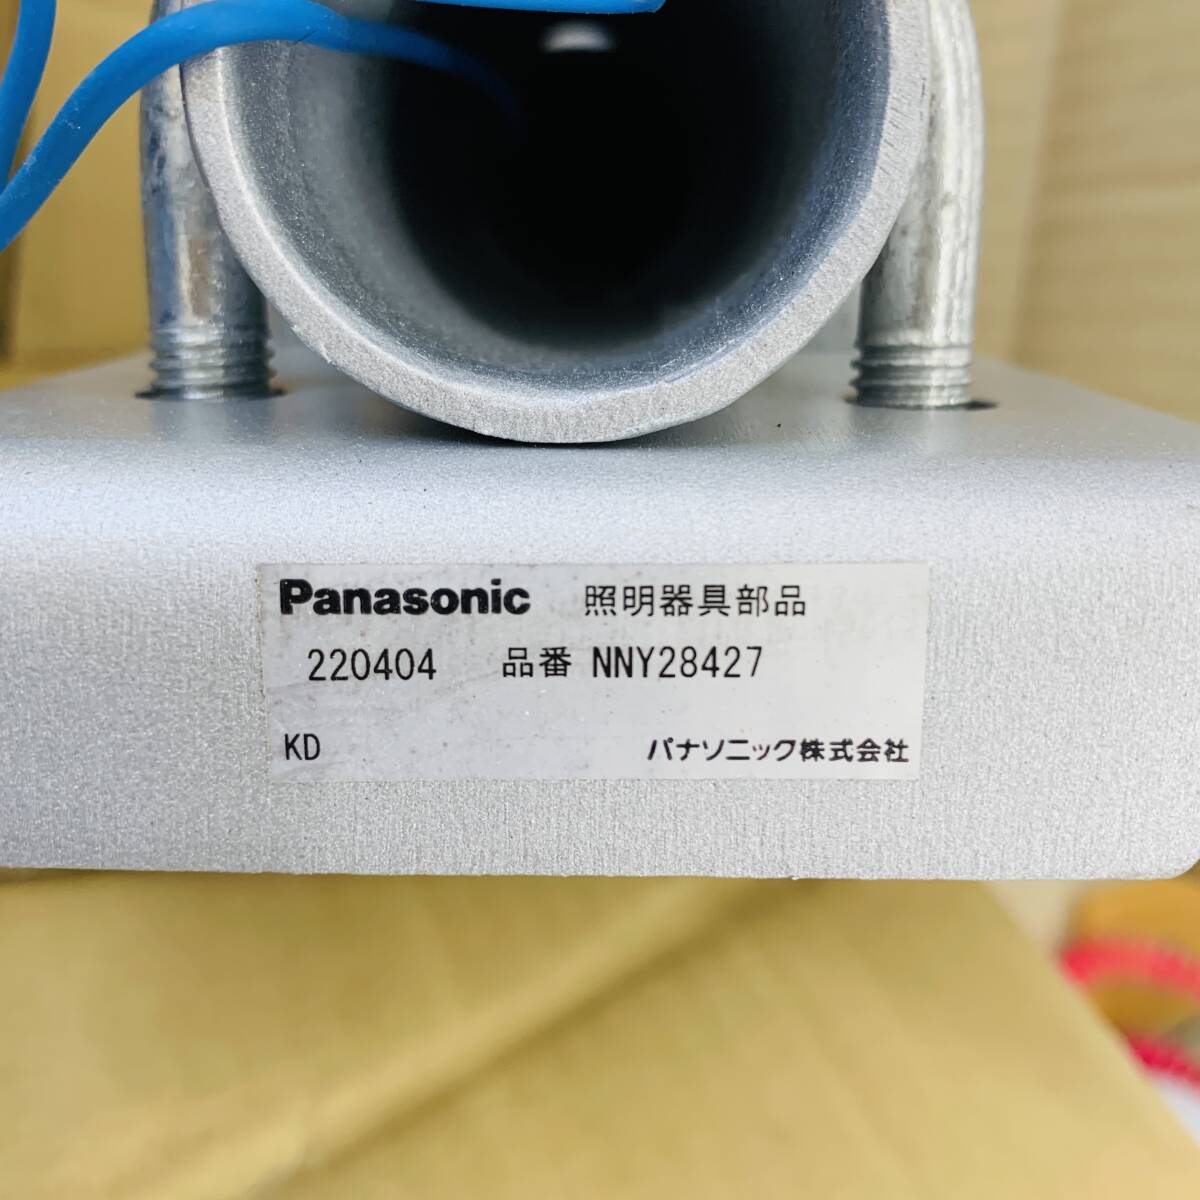 Panasonic 照明器具部品
220404 品番 NNY28427
KD パナソニック株式会社